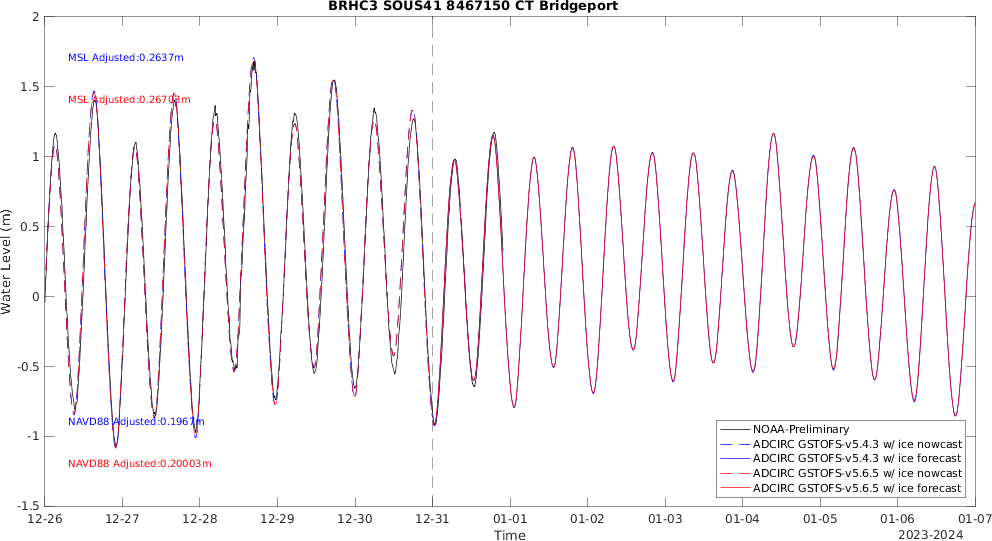 BRHC3 SOUS41 8467150 CT Bridgeport
2
1.5
1
0.5
0
-0.5
-1
-1.5
Water Level (m)
MSL Adjusted:0.2637m
MSL Adjusted:0.26703m
NAVD88 Adjusted:0.1967m
NAVD88 Adjusted:0.20003m
NOAA-Preliminary
ADCIRC GSTOFS-v5.4.3 w/ ice nowcast
ADCIRC GSTOFS-v5.4.3 w/ ice forecast
ADCIRC GSTOFS-v5.6.5 w/ ice nowcast
ADCIRC GSTOFS-v5.6.5 w/ ice forecast
12-26 12-27 12-28 12-29 12-30 12-31 01-01 01-02 01-03 01-04 01-05 01-06 01-07
Time
2023-2024